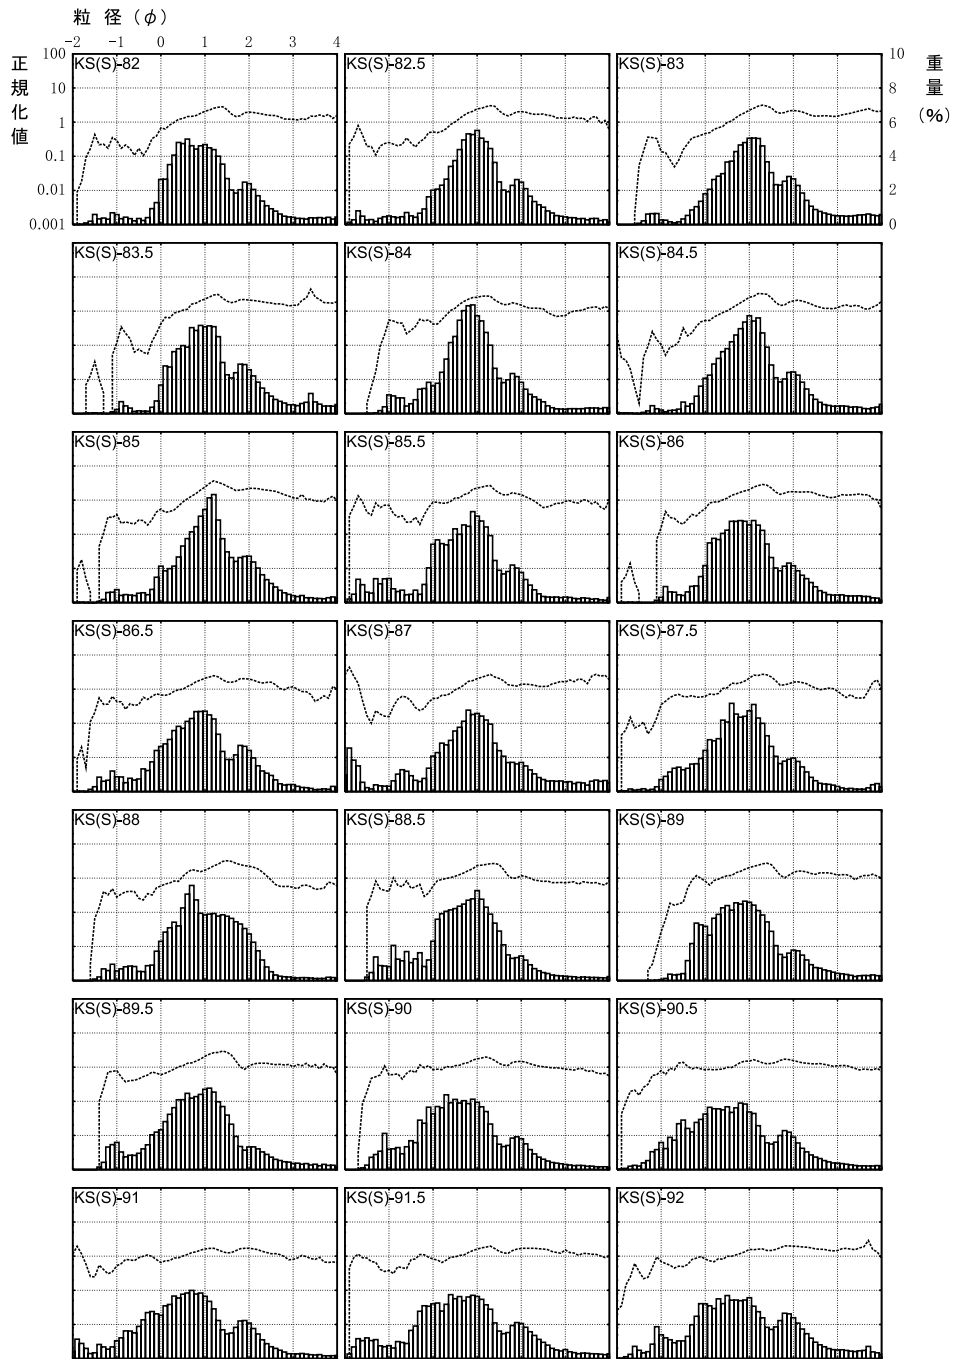 粒 径 (φ)
-2 -1 0 1 2 3 4
正規化値
重量(%)
100 10
10 8
1 6
0.1 4
0.01 2
0.001 0
KS(S)-82 KS(S)-82.5 KS(S)-83
KS(S)-83.5 KS(S)-84 KS(S)-84.5
KS(S)-85 KS(S)-85.5 KS(S)-86
KS(S)-86.5 KS(S)-87 KS(S)-87.5
KS(S)-88 KS(S)-88.5 KS(S)-89
KS(S)-89.5 KS(S)-90 KS(S)-90.5
KS(S)-91 KS(S)-91.5 KS(S)-92